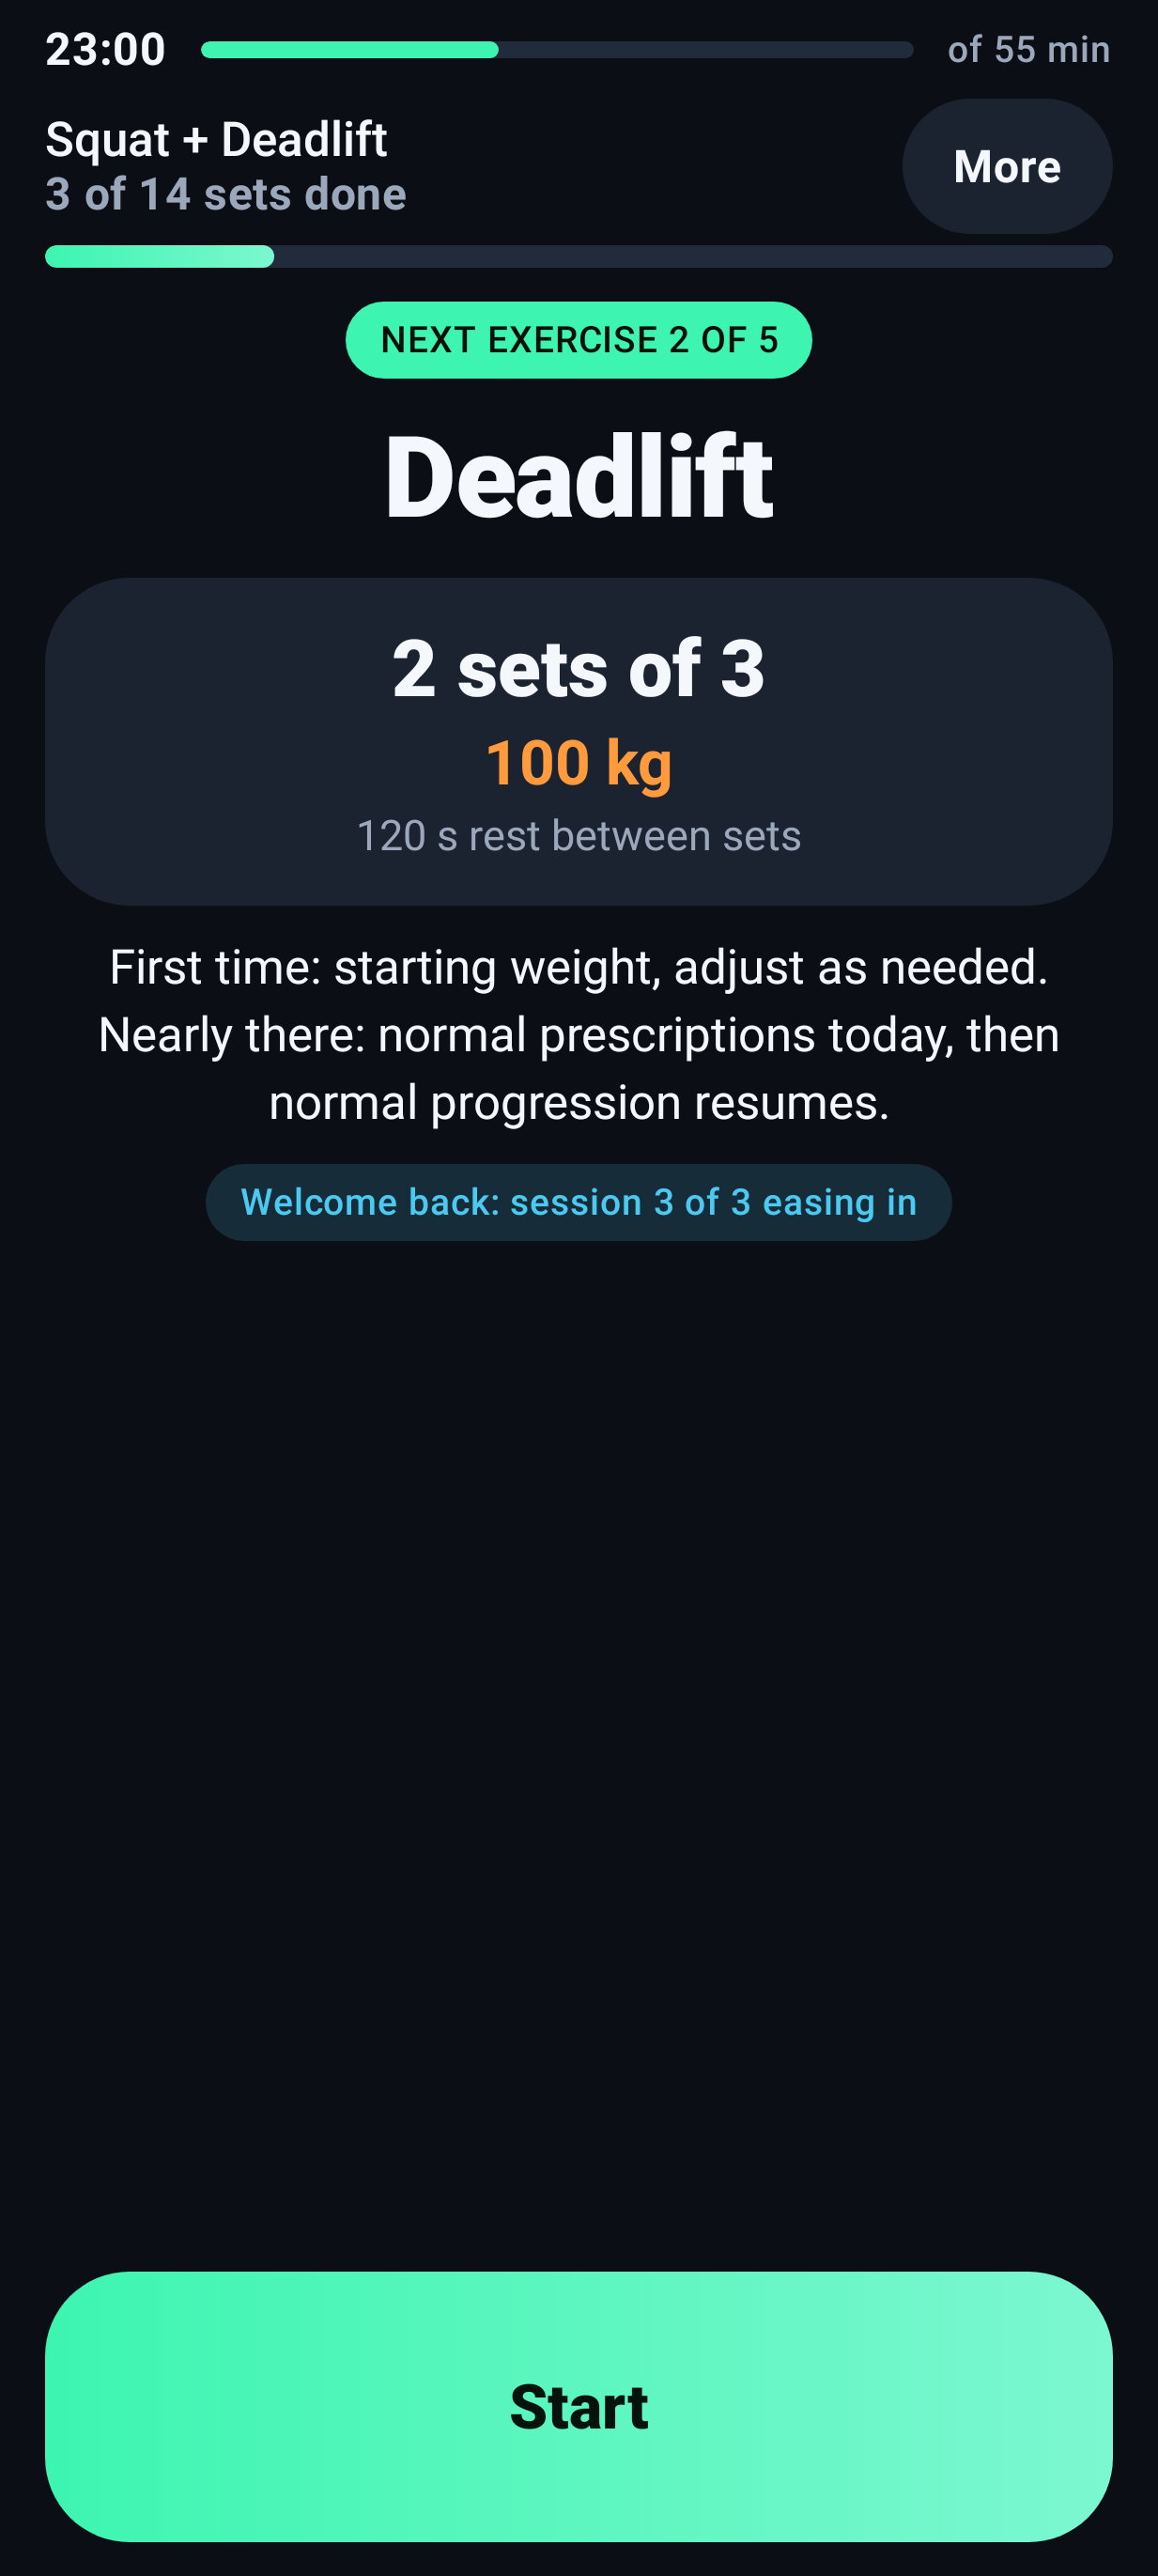 23:00
of 55 min
Squat + Deadlift
3 of 14 sets done
More
NEXT EXERCISE 2 OF 5
Deadlift
2 sets of 3
100 kg
120 s rest between sets
First time: starting weight, adjust as needed.
Nearly there: normal prescriptions today, then
normal progression resumes.
Welcome back: session 3 of 3 easing in
Start